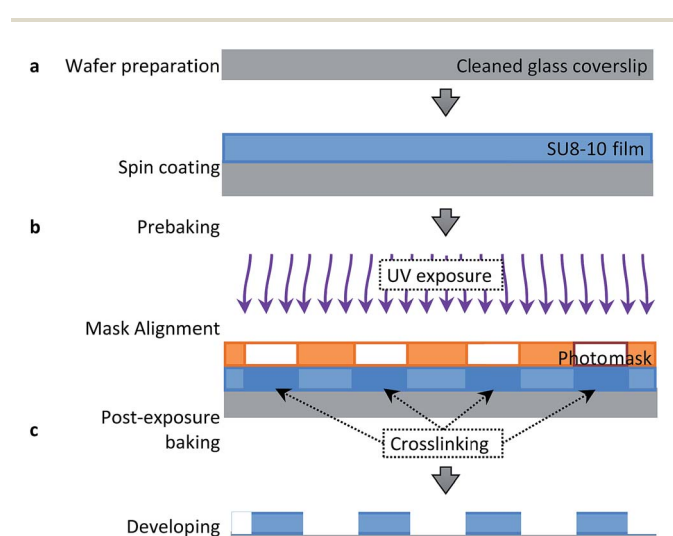 a Wafer preparation Cleaned glass coverslip
SU8-10 film
Spin coating
b Prebaking
UV exposure
Mask Alignment
Photomask
Post-exposure
baking
c Crosslinking
Developing